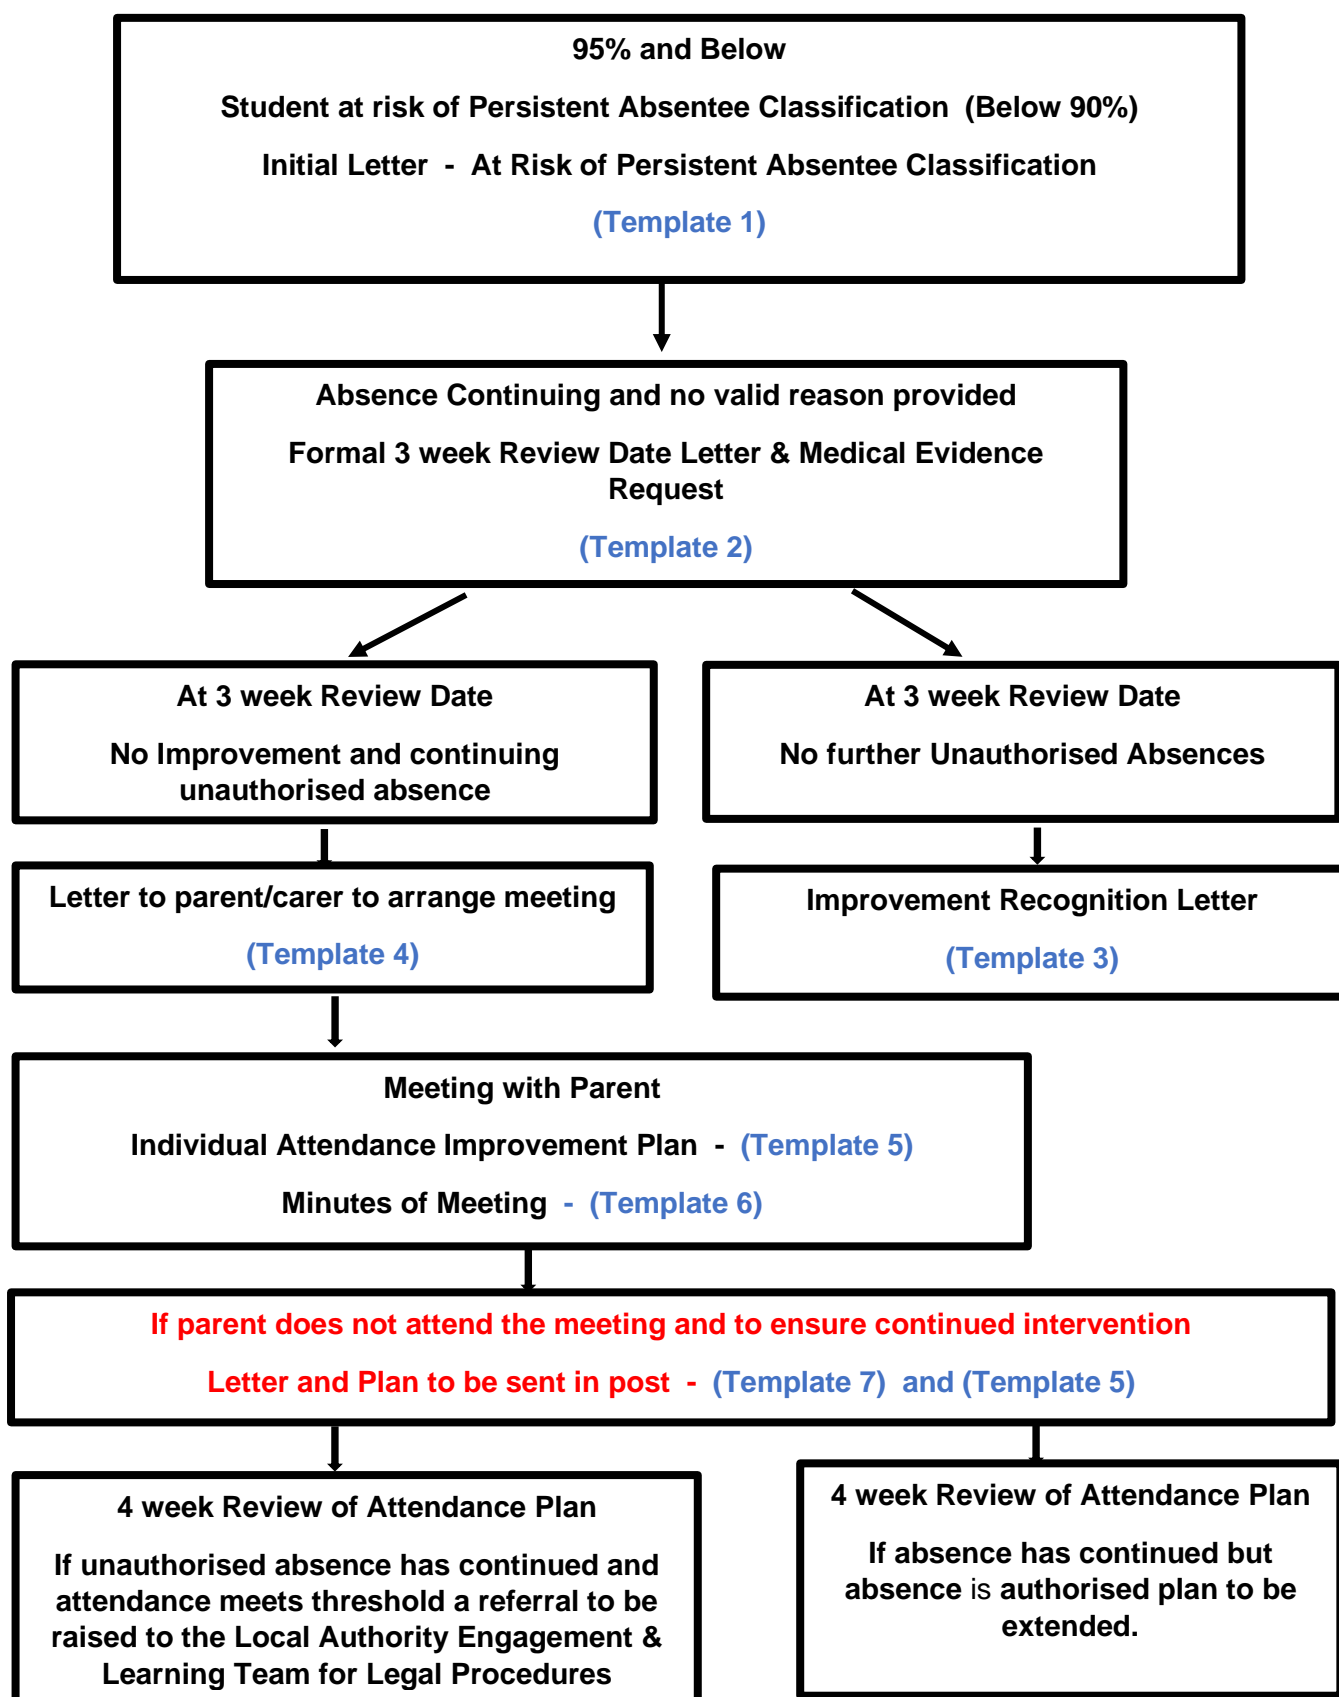 95% and Below
Student at risk of Persistent Absentee Classification (Below 90%)
Initial Letter - At Risk of Persistent Absentee Classification
(Template 1)
Absence Continuing and no valid reason provided
Formal 3 week Review Date Letter & Medical Evidence
Request
(Template 2)
At 3 week Review Date
No Improvement and continuing
unauthorised absence
At 3 week Review Date
No further Unauthorised Absences
Letter to parent/carer to arrange meeting
(Template 4)
Improvement Recognition Letter
(Template 3)
Meeting with Parent
Individual Attendance Improvement Plan - (Template 5)
Minutes of Meeting - (Template 6)
If parent does not attend the meeting and to ensure continued intervention
Letter and Plan to be sent in post - (Template 7) and (Template 5)
4 week Review of Attendance Plan
If unauthorised absence has continued and
attendance meets threshold a referral to be
raised to the Local Authority Engagement &
Learning Team for Legal Procedures
4 week Review of Attendance Plan
If absence has continued but
absence is authorised plan to be
extended.